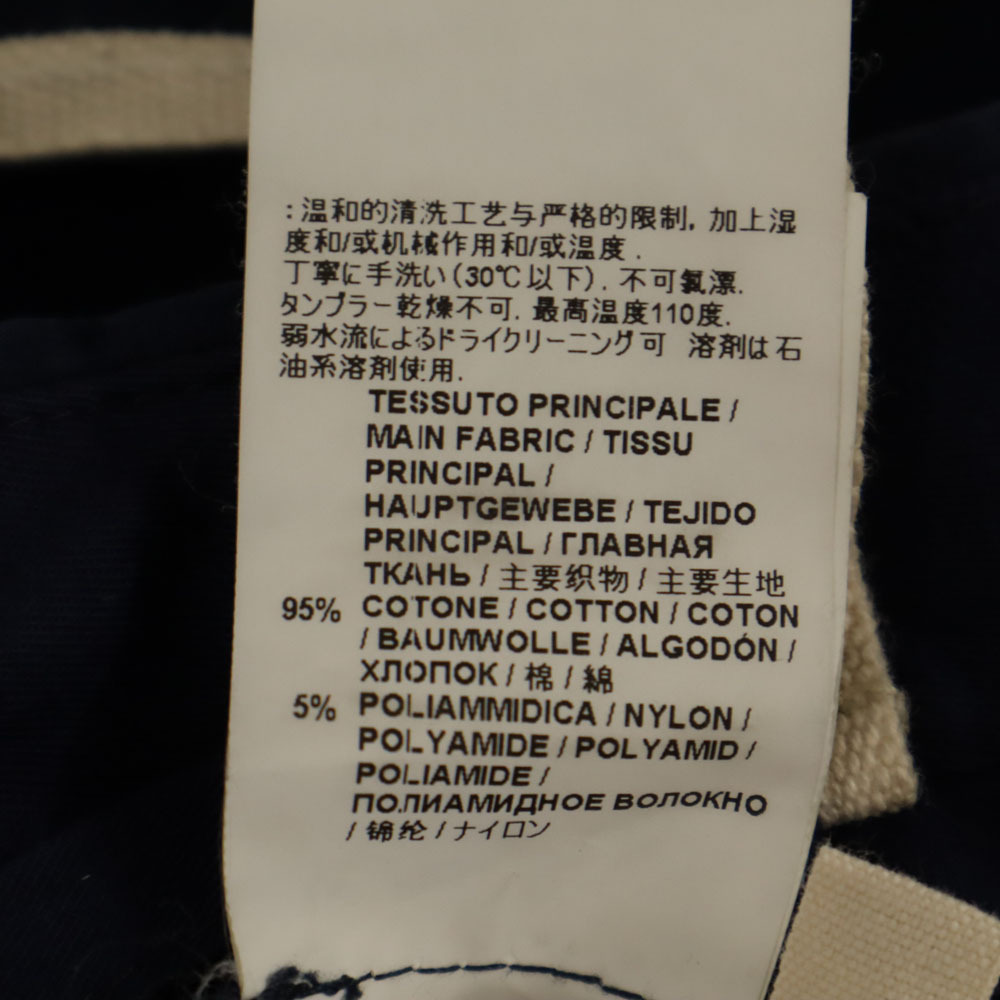 :温和的清洗工艺与严格的限制, 加上湿
度和/或机械作用和/或温度 .
丁寧に手洗い (30℃以下) . 不可氯漂.
タンブラー乾燥不可. 最高温度110度.
弱水流によるドライクリーニング可 溶剤は石
油系溶剤使用.
TESSUTO PRINCIPALE /
MAIN FABRIC / TISSU
PRINCIPAL /
HAUPTGEWEBE / TEJIDO
PRINCIPAL / ГЛАВНАЯ
ТКАНЬ / 主要织物 / 主要生地
95% COTONE / COTTON / COTON
/ BAUMWOLLE / ALGODÓN /
ХЛОПОК / 棉 / 綿
5% POLIAMMIDICA / NYLON /
POLYAMIDE / POLYAMID /
POLIAMIDE /
ПОЛИАМИДНОЕ ВОЛОКНО
/ 锦纶 / ナイロン